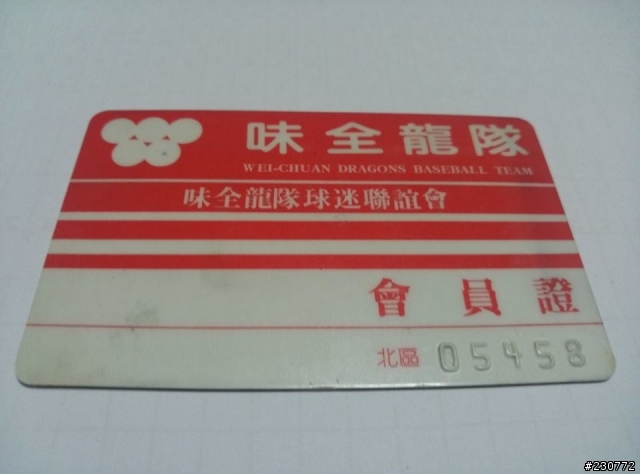 味全龍隊
WEI-CHUAN DRAGONS BASEBALL TEAM
味全龍隊球迷聯誼會
會員證
北區 05458
#230772